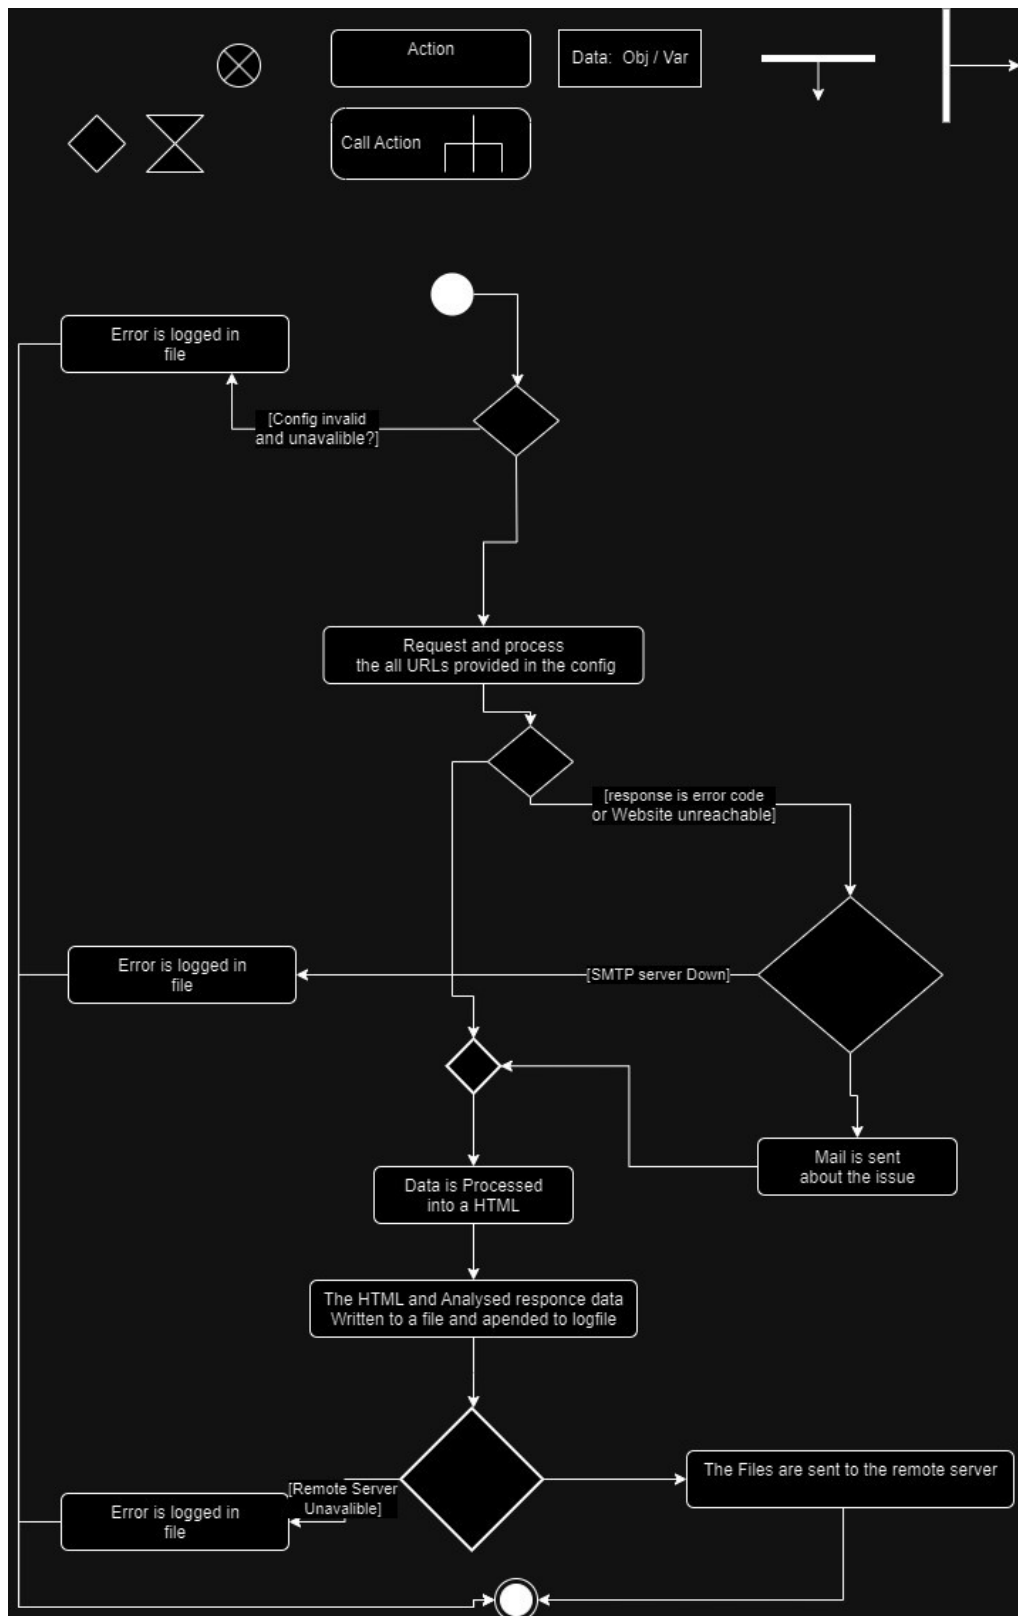 Action
Data:  Obj / Var
Call Action
Error is logged in
file
[Config invalid
and unavalible?]
Request and process
the all URLs provided in the config
[response is error code
or Website unreachable]
Error is logged in
file
[SMTP server Down]
Mail is sent
about the issue
Data is Processed
into a HTML
The HTML and Analysed responce data
Written to a file and apended to logfile
The Files are sent to the remote server
[Remote Server
Unavalible]
Error is logged in
file